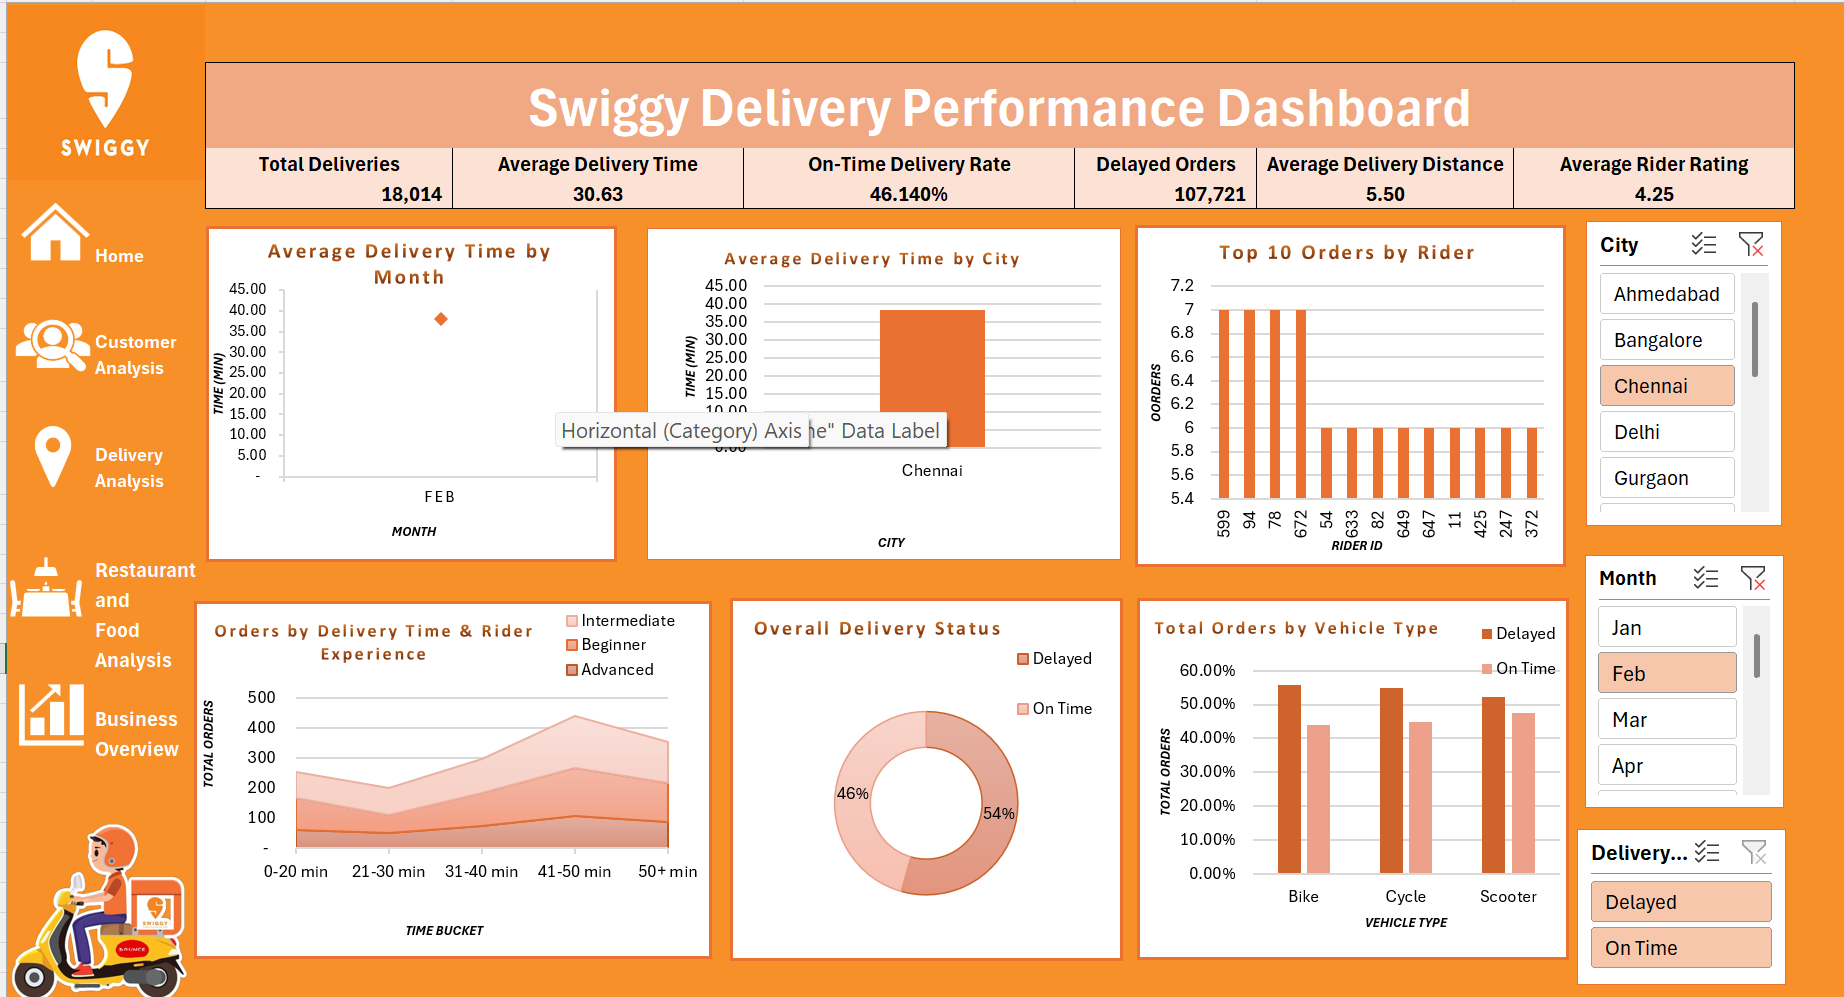 SWIGGY
Swiggy Delivery Performance Dashboard
Total Deliveries
18,014
Average Delivery Time
30.63
On-Time Delivery Rate
46.140%
Delayed Orders
107,721
Average Delivery Distance
5.50
Average Rider Rating
4.25
Home
Customer
Analysis
Delivery
Analysis
Restaurant
and
Food
Analysis
Business
Overview
Average Delivery Time by
Month
TIME (MIN)
45.00
40.00
35.00
30.00
25.00
20.00
15.00
10.00
5.00
-
FEB
MONTH
Average Delivery Time by City
TIME (MIN)
45.00
40.00
35.00
30.00
25.00
20.00
15.00
10.00
0.00
Chennai
CITY
Horizontal (Category) Axis
ne" Data Label
Top 10 Orders by Rider
OORDERS
7.2
7
6.8
6.6
6.4
6.2
6
5.8
5.6
5.4
599 94 78 672 54 633 82 649 647 11 425 247 372
RIDER ID
City
Ahmedabad
Bangalore
Chennai
Delhi
Gurgaon
Month
Jan
Feb
Mar
Apr
Delivery...
Delayed
On Time
Orders by Delivery Time & Rider
Experience
Intermediate
Beginner
Advanced
TOTAL ORDERS
500
400
300
200
100
-
0-20 min 21-30 min 31-40 min 41-50 min 50+ min
TIME BUCKET
Overall Delivery Status
Delayed
On Time
46%
54%
Total Orders by Vehicle Type
Delayed
On Time
TOTAL ORDERS
60.00%
50.00%
40.00%
30.00%
20.00%
10.00%
0.00%
Bike Cycle Scooter
VEHICLE TYPE
SWIGGY
BOUNCE